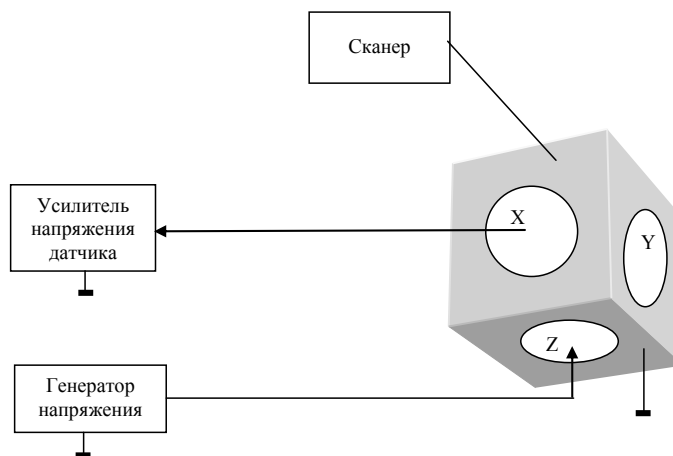 Сканер
X
Усилитель
напряжения
датчика
Y
Z
Генератор
напряжения